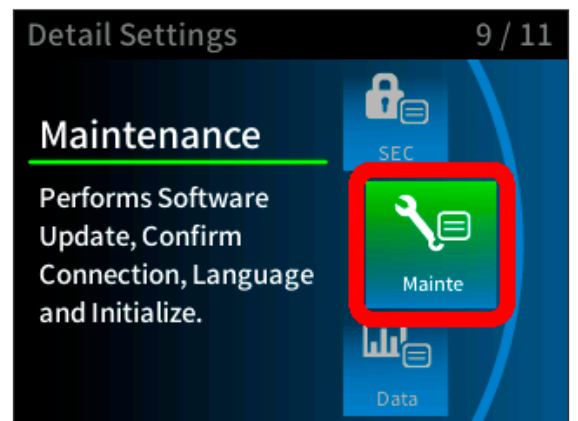 Detail Settings 9 / 11
SEC
Maintenance
Performs Software
Update, Confirm
Connection, Language
and Initialize.
Mainte
Data